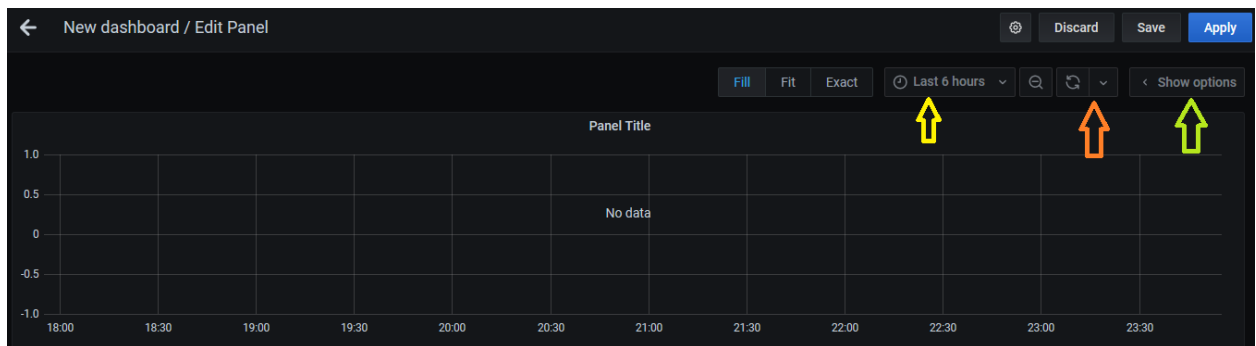 New dashboard / Edit Panel Discard Save Apply
Fill Fit Exact Last 6 hours Show options
Panel Title
1.0
0.5
No data
0
-0.5
-1.0
18:00 18:30 19:00 19:30 20:00 20:30 21:00 21:30 22:00 22:30 23:00 23:30